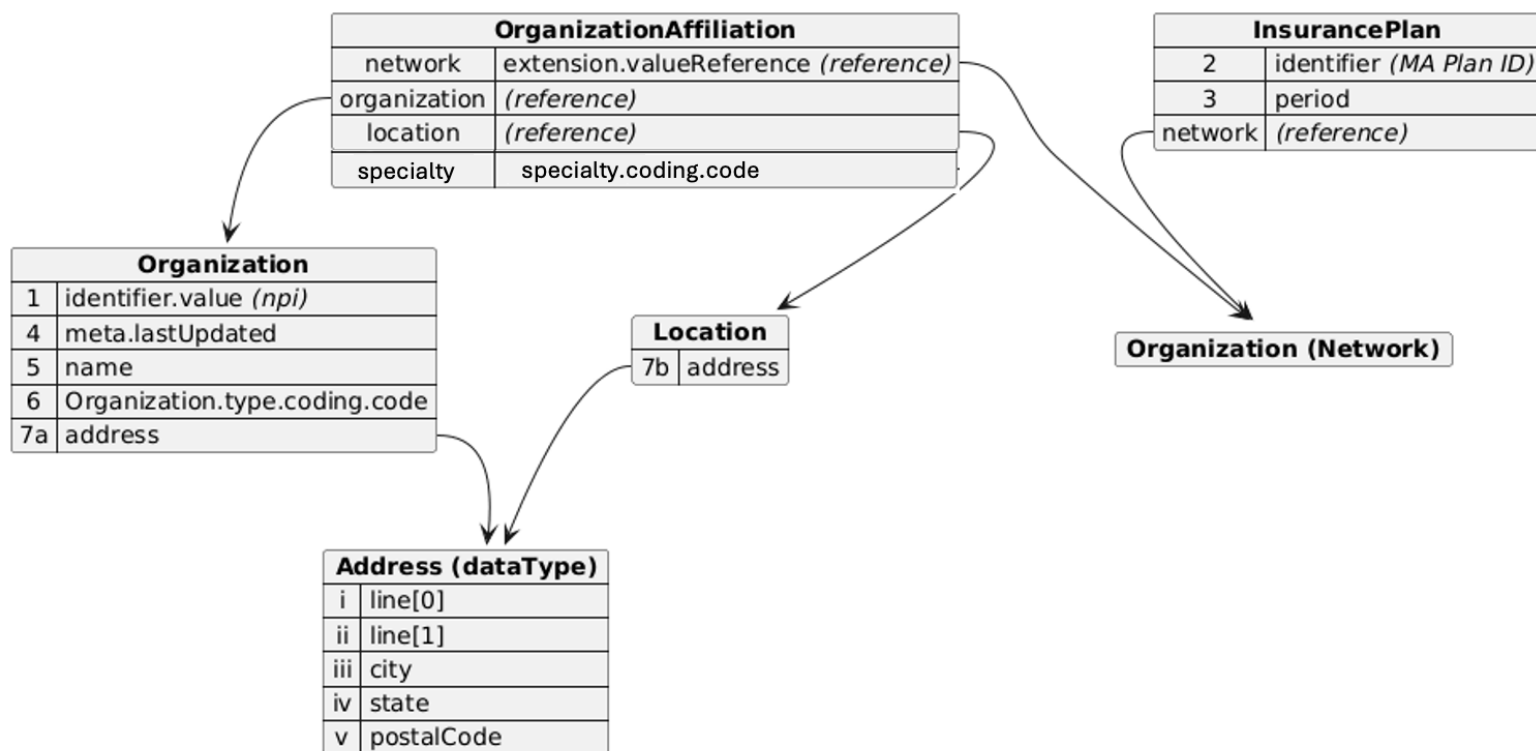 OrganizationAffiliation
network extension.valueReference (reference)
organization (reference)
location (reference)
specialty specialty.coding.code
InsurancePlan
2 identifier (MA Plan ID)
3 period
network (reference)
Organization
1 identifier.value (npi)
4 meta.lastUpdated
5 name
6 Organization.type.coding.code
7a address
Location
7b address
Organization (Network)
Address (dataType)
i line[0]
ii line[1]
iii city
iv state
v postalCode